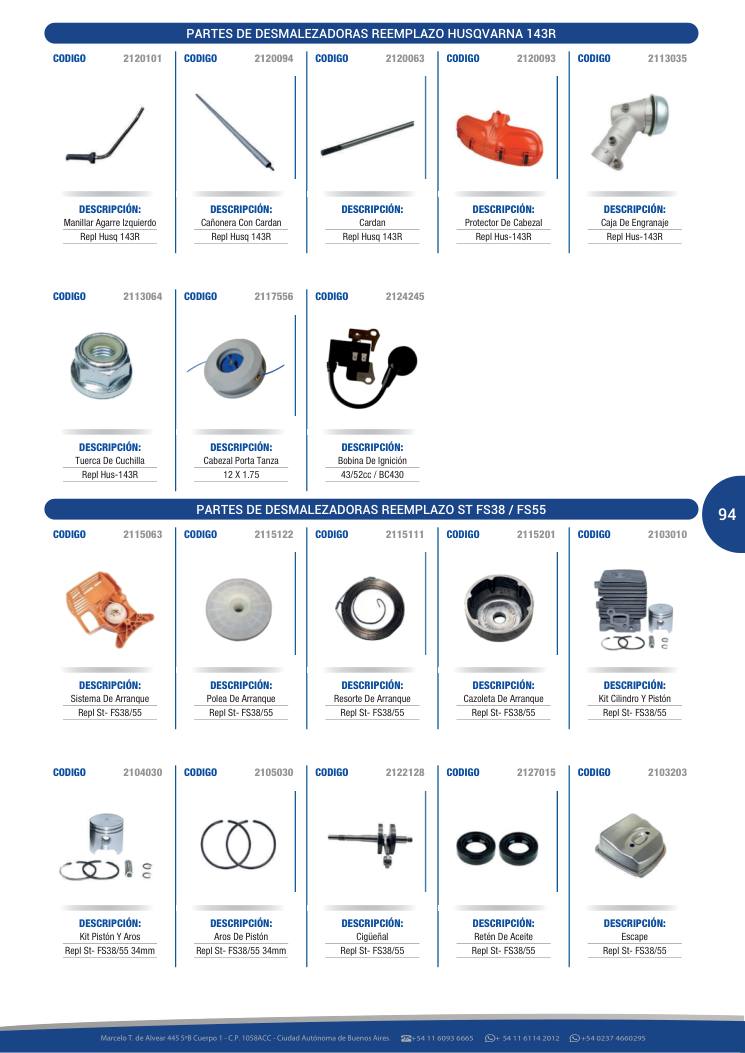 PARTES DE DESMALEZADORAS REEMPLAZO HUSQVARNA 143R
CODIGO 2120101
DESCRIPCIÓN:
Manillar Agarre Izquierdo
Repl Husq 143R
CODIGO 2120094
DESCRIPCIÓN:
Cañonera Con Cardan
Repl Husq 143R
CODIGO 2120063
DESCRIPCIÓN:
Cardan
Repl Husq 143R
CODIGO 2120093
DESCRIPCIÓN:
Protector De Cabezal
Repl Hus-143R
CODIGO 2113035
DESCRIPCIÓN:
Caja De Engranaje
Repl Hus-143R
CODIGO 2113064
DESCRIPCIÓN:
Tuerca De Cuchilla
Repl Hus-143R
CODIGO 2117556
DESCRIPCIÓN:
Cabezal Porta Tanza
12 X 1.75
CODIGO 2124245
DESCRIPCIÓN:
Bobina De Ignición
43/52cc / BC430
PARTES DE DESMALEZADORAS REEMPLAZO ST FS38 / FS55
94
CODIGO 2115063
DESCRIPCIÓN:
Sistema De Arranque
Repl St- FS38/55
CODIGO 2115122
DESCRIPCIÓN:
Polea De Arranque
Repl St- FS38/55
CODIGO 2115111
DESCRIPCIÓN:
Resorte De Arranque
Repl St- FS38/55
CODIGO 2115201
DESCRIPCIÓN:
Cazoleta De Arranque
Repl St- FS38/55
CODIGO 2103010
DESCRIPCIÓN:
Kit Cilindro Y Pistón
Repl St- FS38/55
CODIGO 2104030
DESCRIPCIÓN:
Kit Pistón Y Aros
Repl St- FS38/55 34mm
CODIGO 2105030
DESCRIPCIÓN:
Aros De Pistón
Repl St- FS38/55 34mm
CODIGO 2122128
DESCRIPCIÓN:
Cigüeñal
Repl St- FS38/55
CODIGO 2127015
DESCRIPCIÓN:
Retén De Aceite
Repl St- FS38/55
CODIGO 2103203
DESCRIPCIÓN:
Escape
Repl St- FS38/55
Marcelo T. de Alvear 445 5ºB Cuerpo 1 - C.P. 1058ACC - Ciudad Autónoma de Buenos Aires. +54 11 6093 6665 + 54 11 6114 2012 +54 0237 4660295